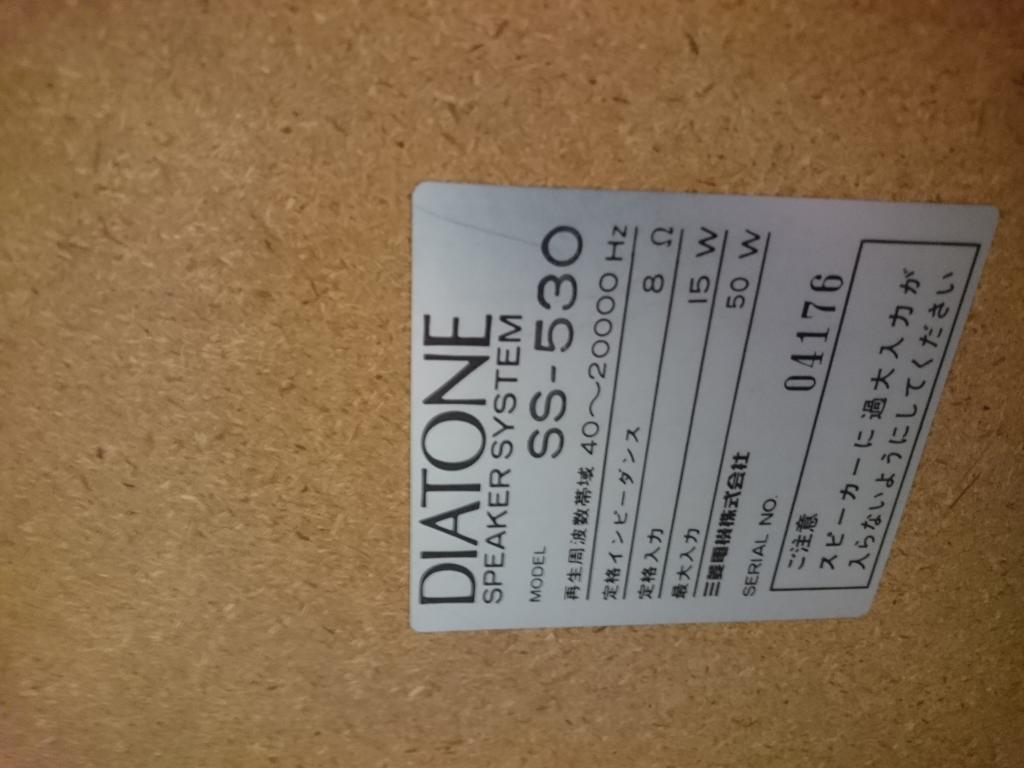 DIATONE
SPEAKER SYSTEM
MODEL SS-530
再生周波数帯域 40〜20000 Hz
定格インピーダンス 8 Ω
定格入力 15 W
最大入力 50 W
三菱電機株式会社
SERIAL NO. 04176
ご注意
スピーカーに過大入力が
入らないようにしてください